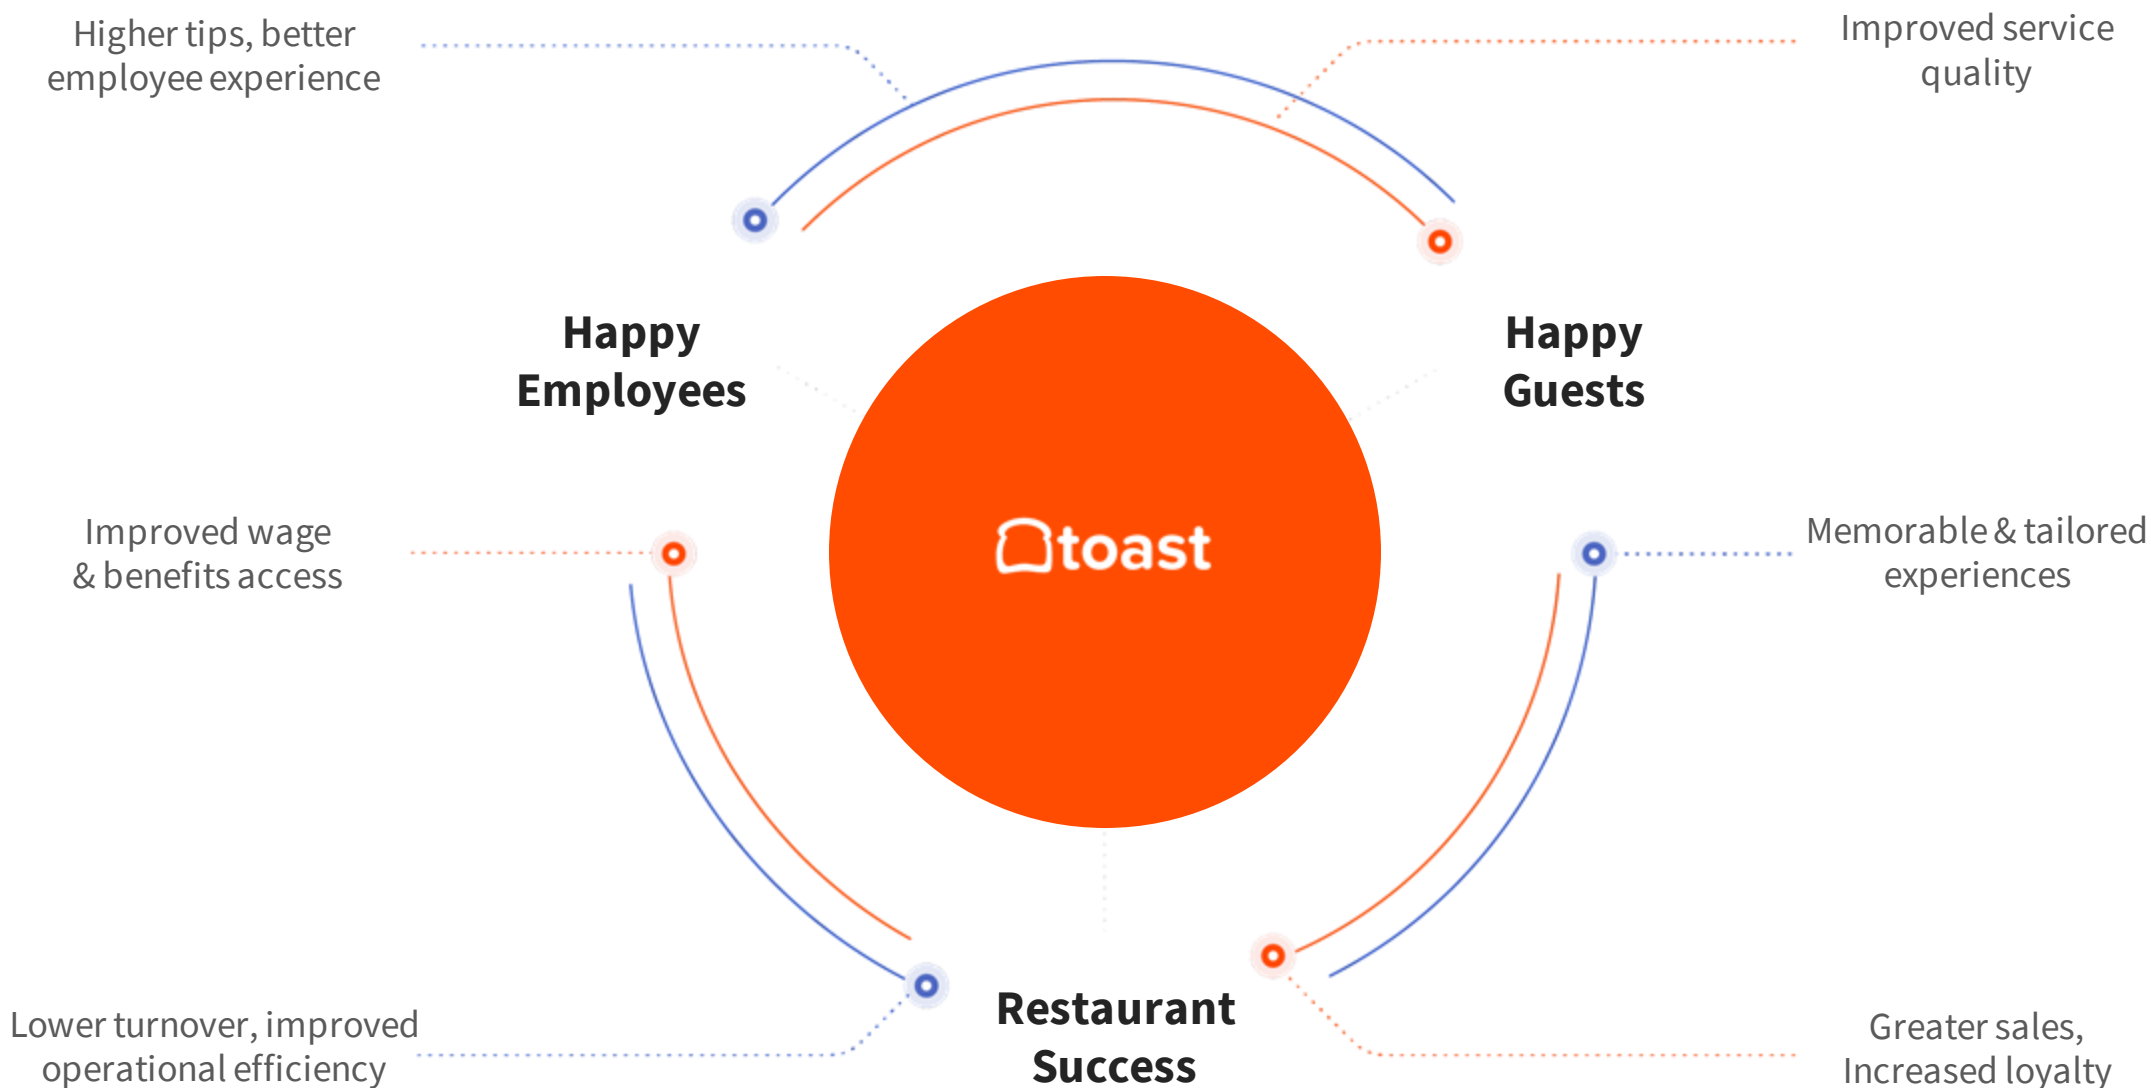 Higher tips, better
employee experience
Improved service
quality
Happy
Employees
Happy
Guests
toast
Improved wage
& benefits access
Memorable & tailored
experiences
Lower turnover, improved
operational efficiency
Restaurant
Success
Greater sales,
Increased loyalty